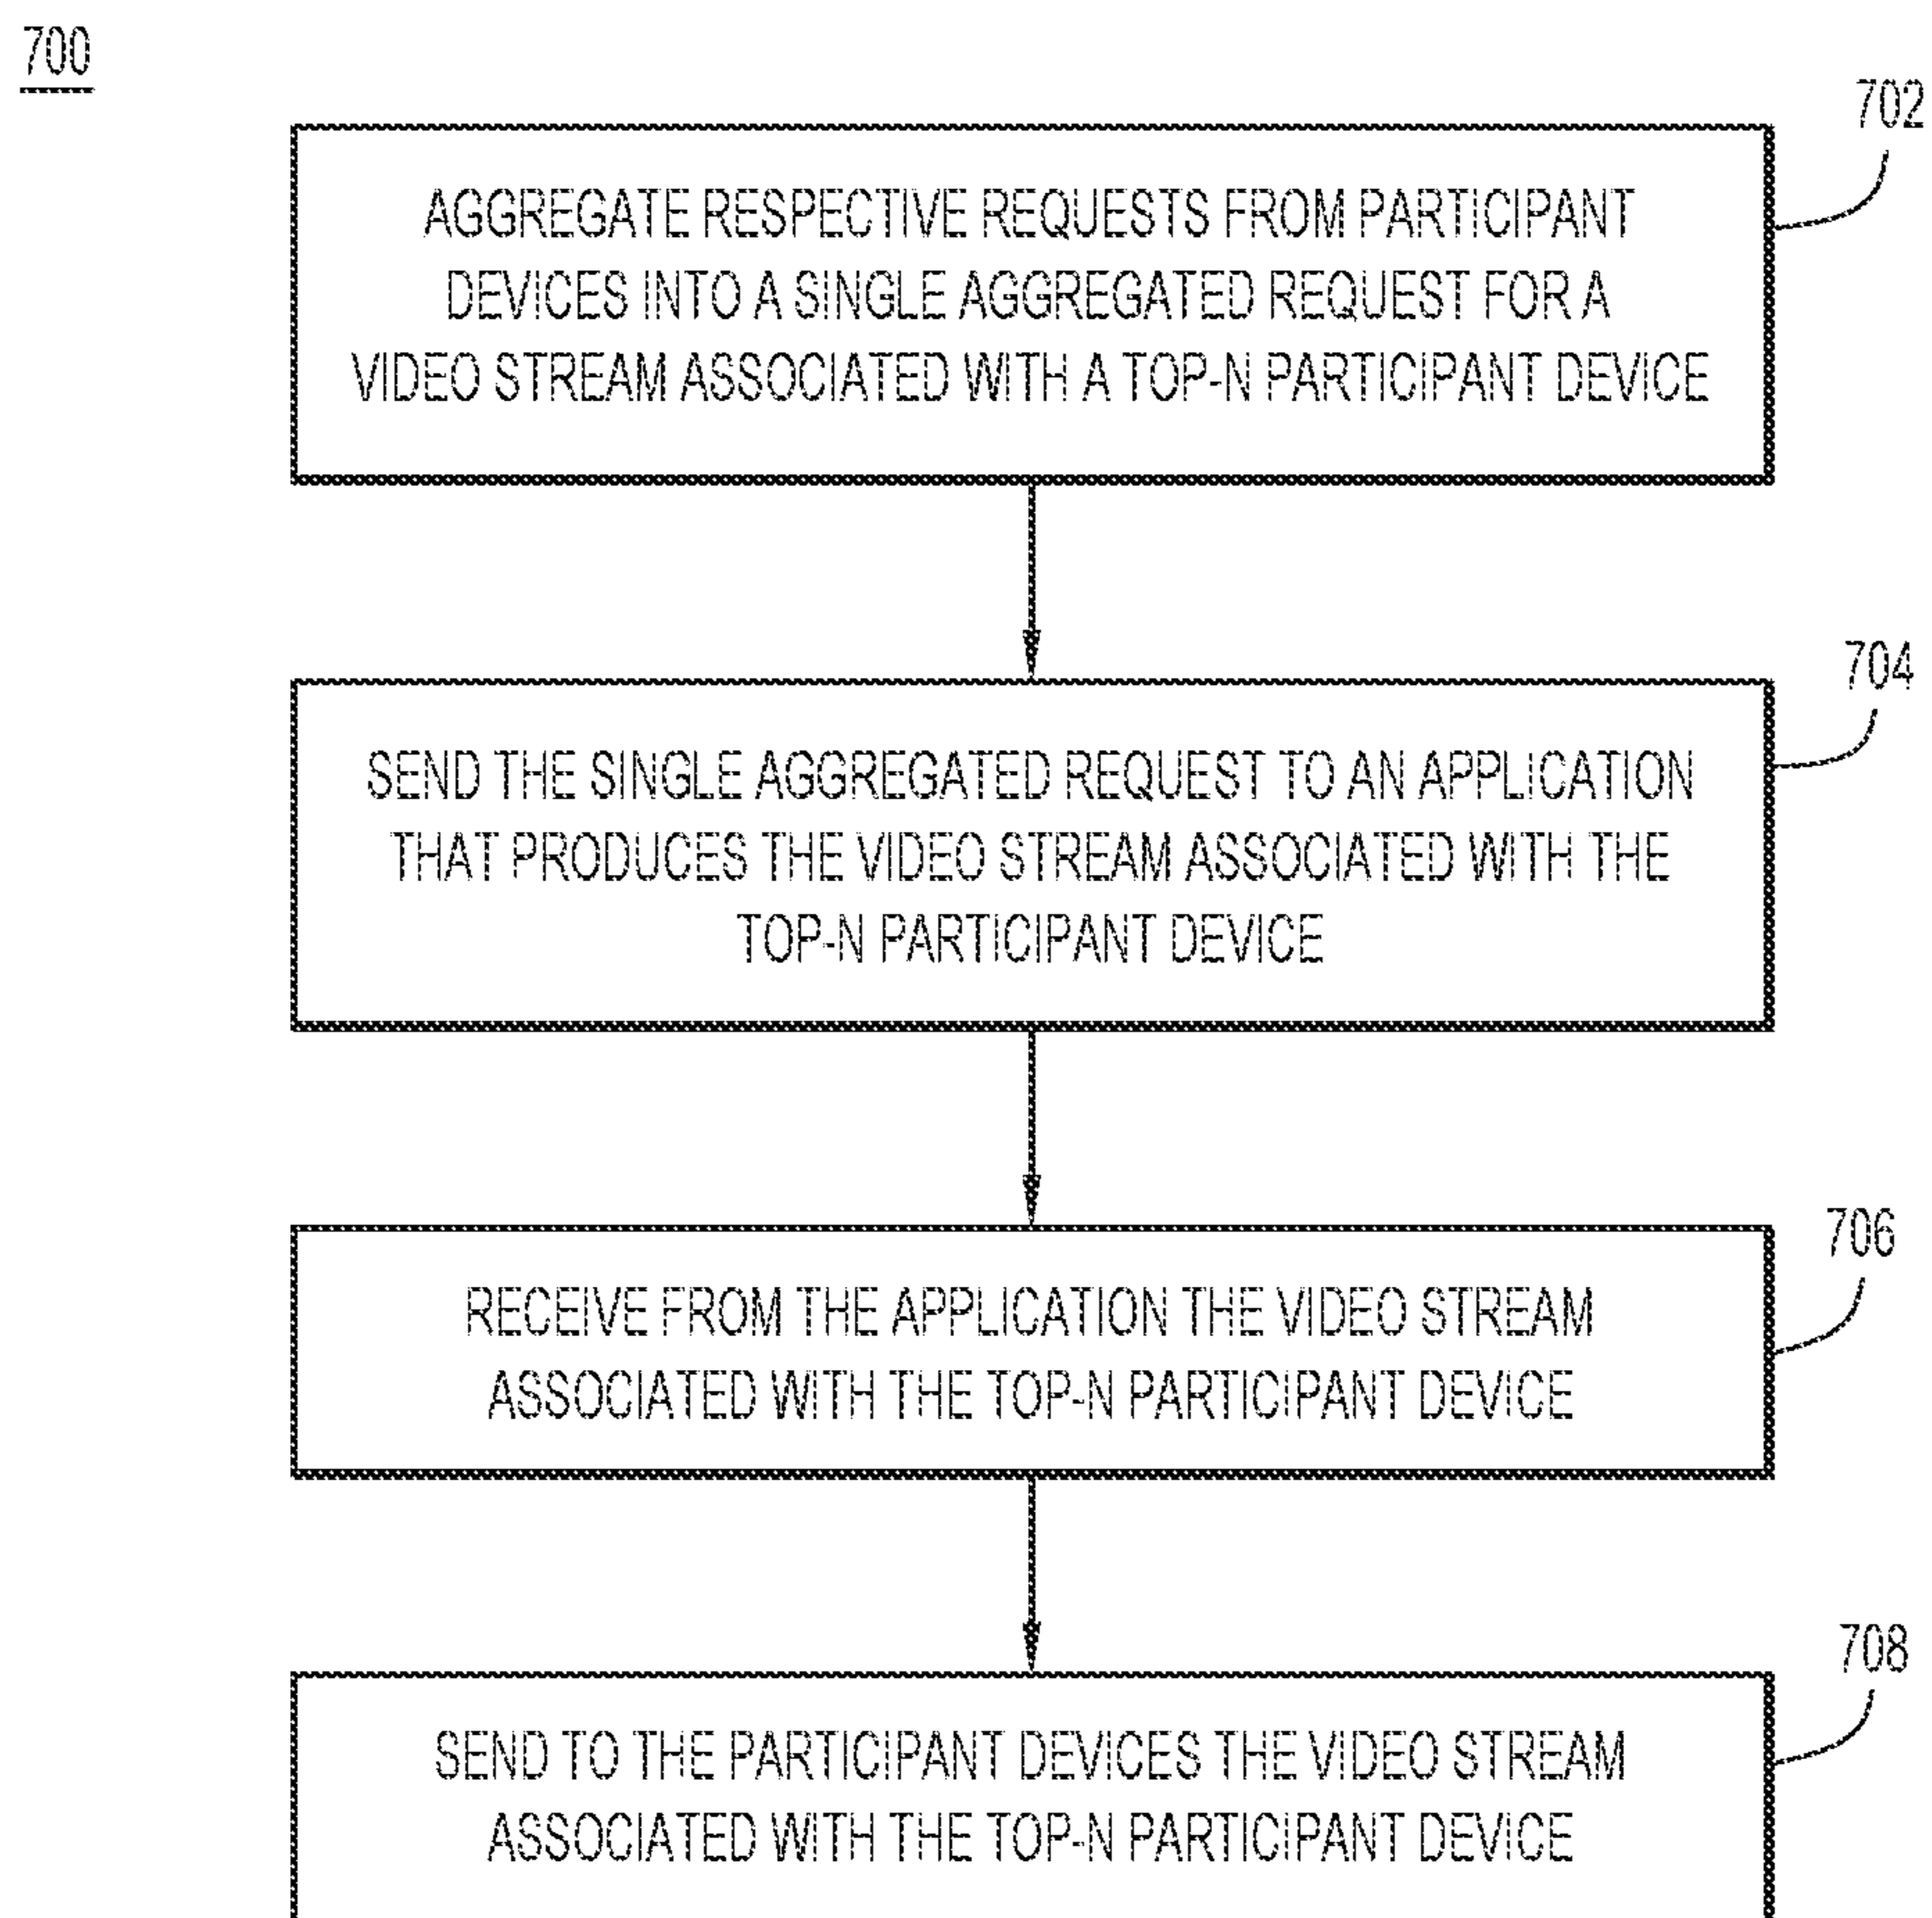 700
702
AGGREGATE RESPECTIVE REQUESTS FROM PARTICIPANT
DEVICES INTO A SINGLE AGGREGATED REQUEST FOR A
VIDEO STREAM ASSOCIATED WITH A TOP-N PARTICIPANT DEVICE
704
SEND THE SINGLE AGGREGATED REQUEST TO AN APPLICATION
THAT PRODUCES THE VIDEO STREAM ASSOCIATED WITH THE
TOP-N PARTICIPANT DEVICE
706
RECEIVE FROM THE APPLICATION THE VIDEO STREAM
ASSOCIATED WITH THE TOP-N PARTICIPANT DEVICE
708
SEND TO THE PARTICIPANT DEVICES THE VIDEO STREAM
ASSOCIATED WITH THE TOP-N PARTICIPANT DEVICE